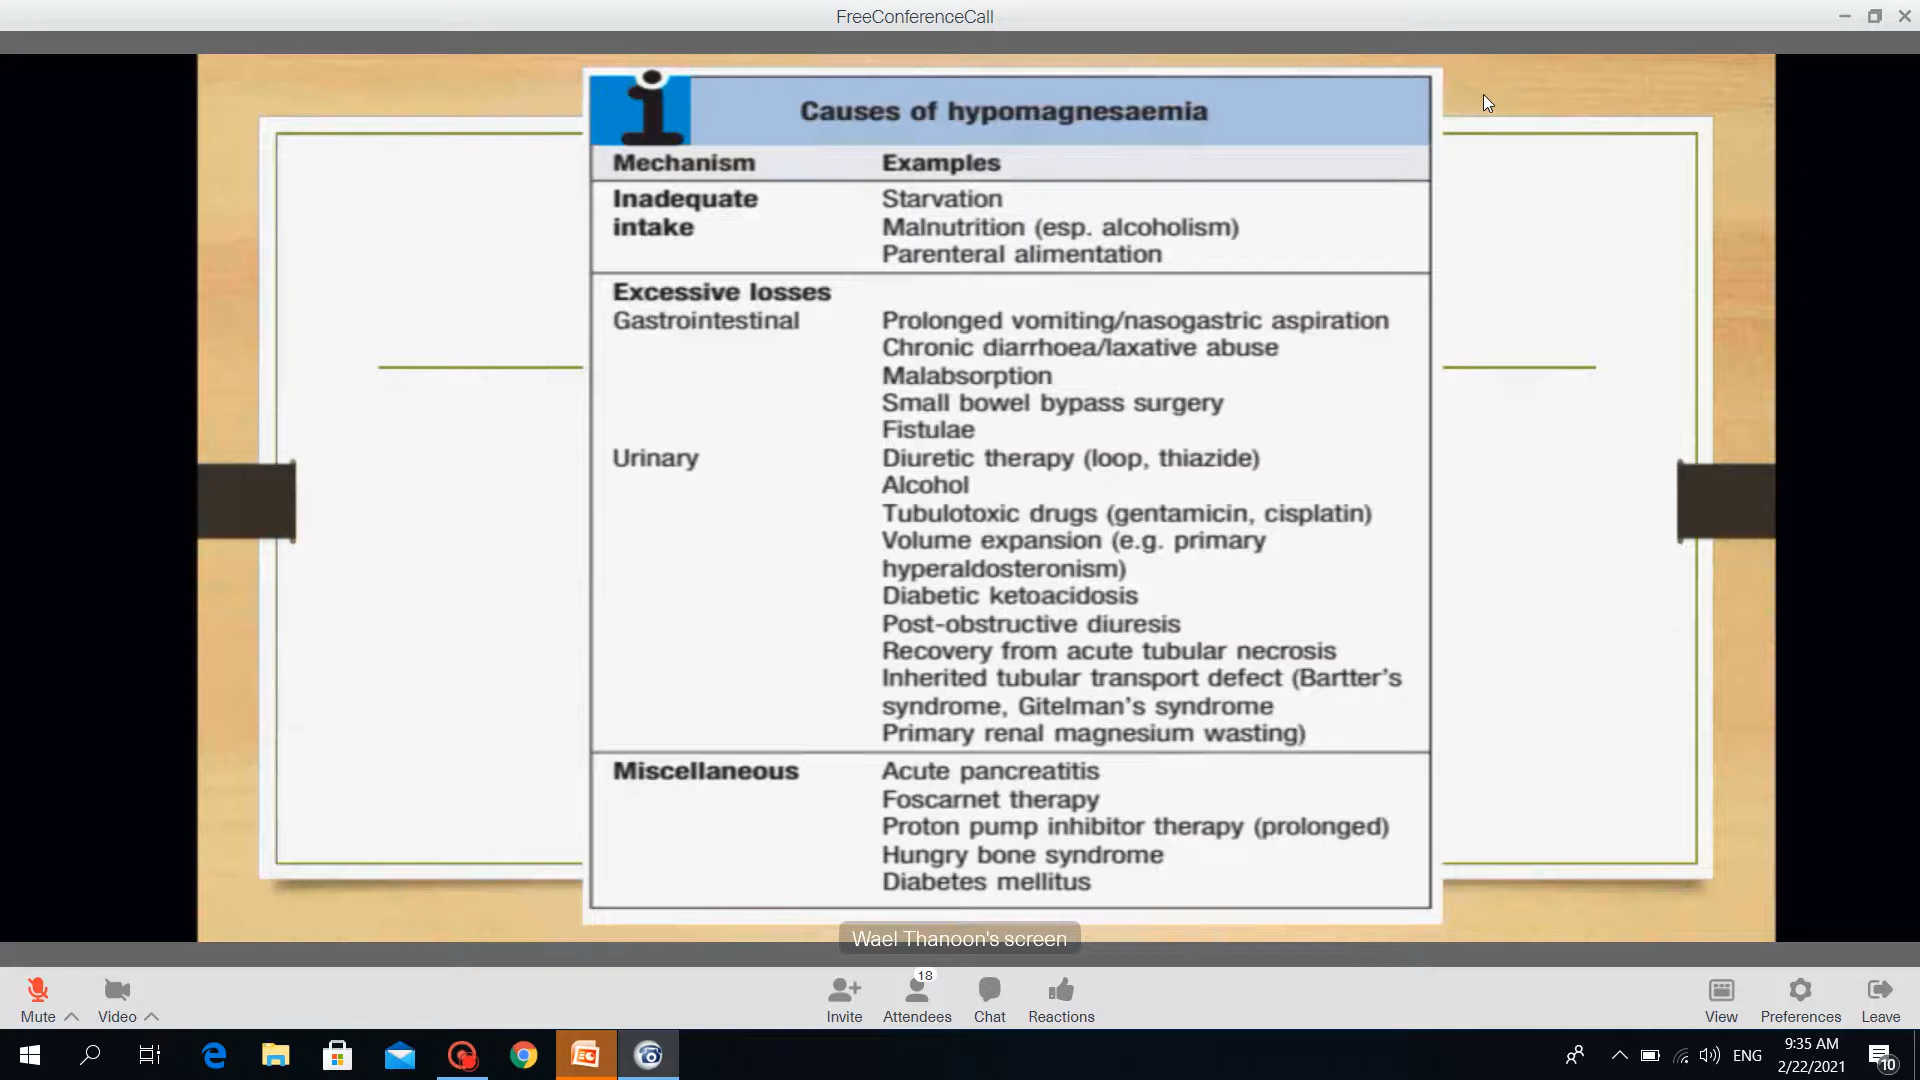 FreeConferenceCall
Causes of hypomagnesaemia
Mechanism Examples
Inadequate Starvation
intake Malnutrition (esp. alcoholism)
Parenteral alimentation
Excessive losses
Gastrointestinal Prolonged vomiting/nasogastric aspiration
Chronic diarrhoea/laxative abuse
Malabsorption
Small bowel bypass surgery
Fistulae
Urinary Diuretic therapy (loop, thiazide)
Alcohol
Tubulotoxic drugs (gentamicin, cisplatin)
Volume expansion (e.g. primary
hyperaldosteronism)
Diabetic ketoacidosis
Post-obstructive diuresis
Recovery from acute tubular necrosis
Inherited tubular transport defect (Bartter's
syndrome, Gitelman's syndrome
Primary renal magnesium wasting)
Miscellaneous Acute pancreatitis
Foscarnet therapy
Proton pump inhibitor therapy (prolonged)
Hungry bone syndrome
Diabetes mellitus
Wael Thanoon's screen
18
Mute Video Invite Attendees Chat Reactions View Preferences Leave
ENG
9:35 AM
2/22/2021
10